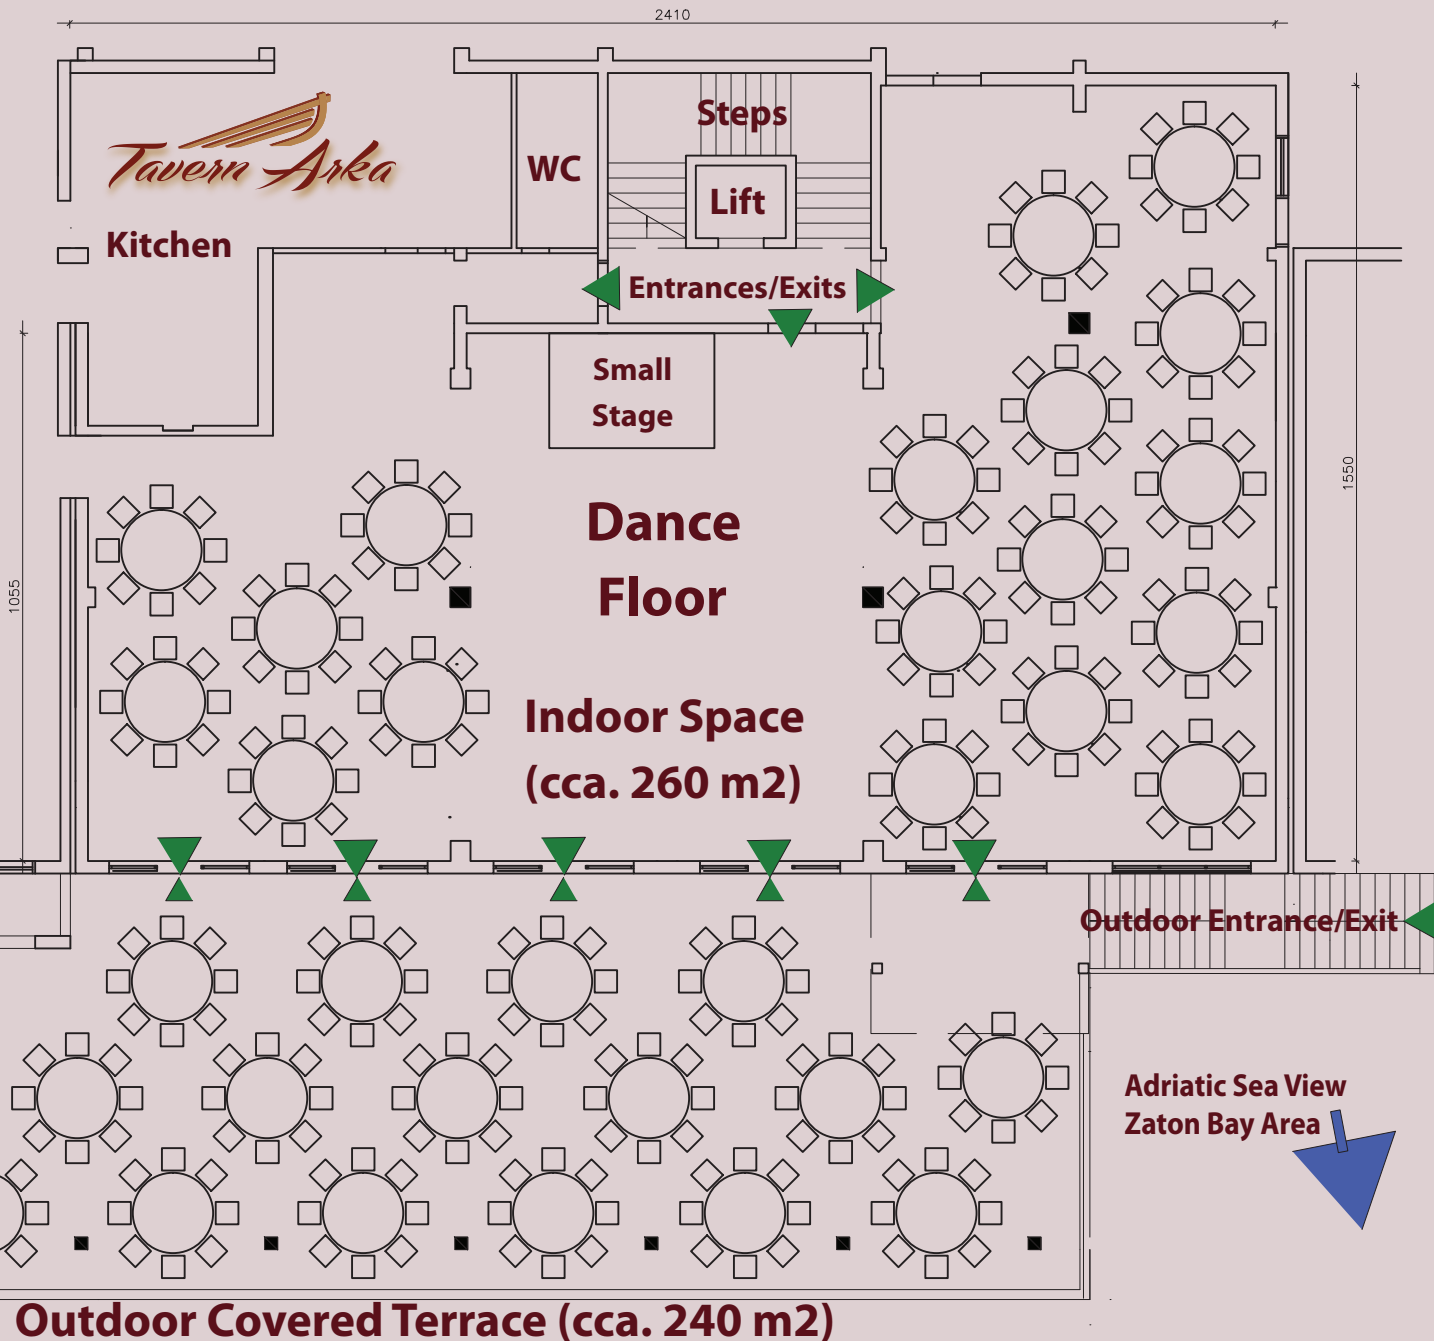 2410
Steps
Tavern Arka
WC
Lift
Kitchen
Entrances/Exits
Small
Stage
1550
Dance
Floor
1055
Indoor Space
(cca. 260 m2)
Outdoor Entrance/Exit
Adriatic Sea View
Zaton Bay Area
Outdoor Covered Terrace (cca. 240 m2)